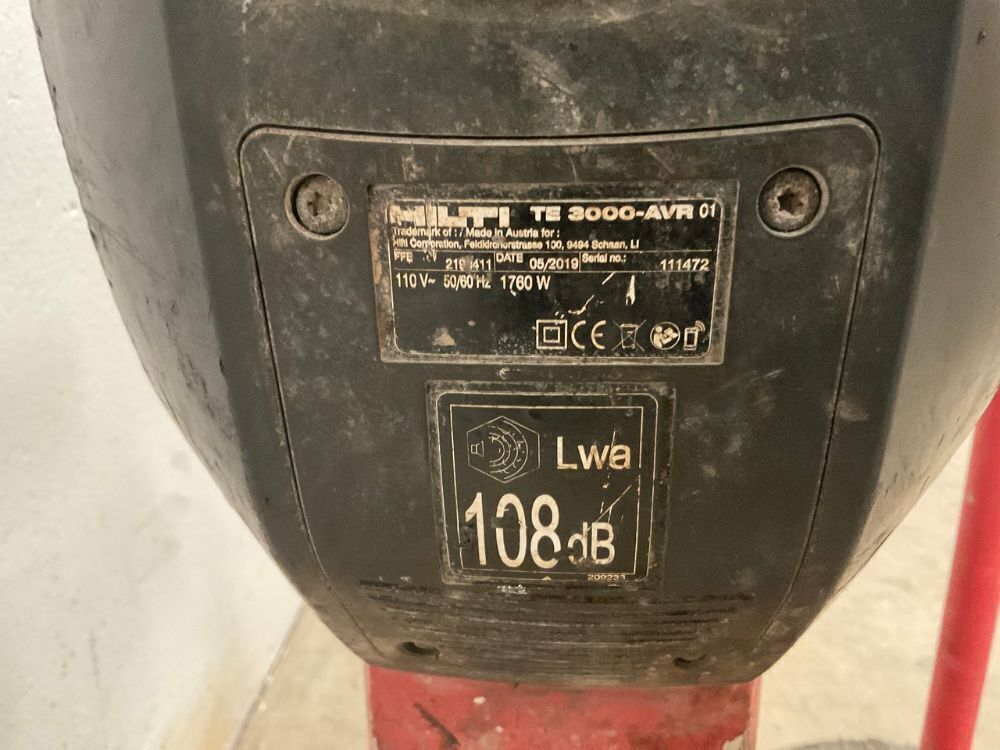 HILTI TE 3000-AVR 01
Trademark of : / Made in Austria for :
Hilti Corporation, Feldkircherstrasse 100, 9494 Schaan, LI
DATE 05/2019 Serial no.: 111472
110 V~ 50/60 Hz 1760 W
CE
Lwa
108 dB
209233